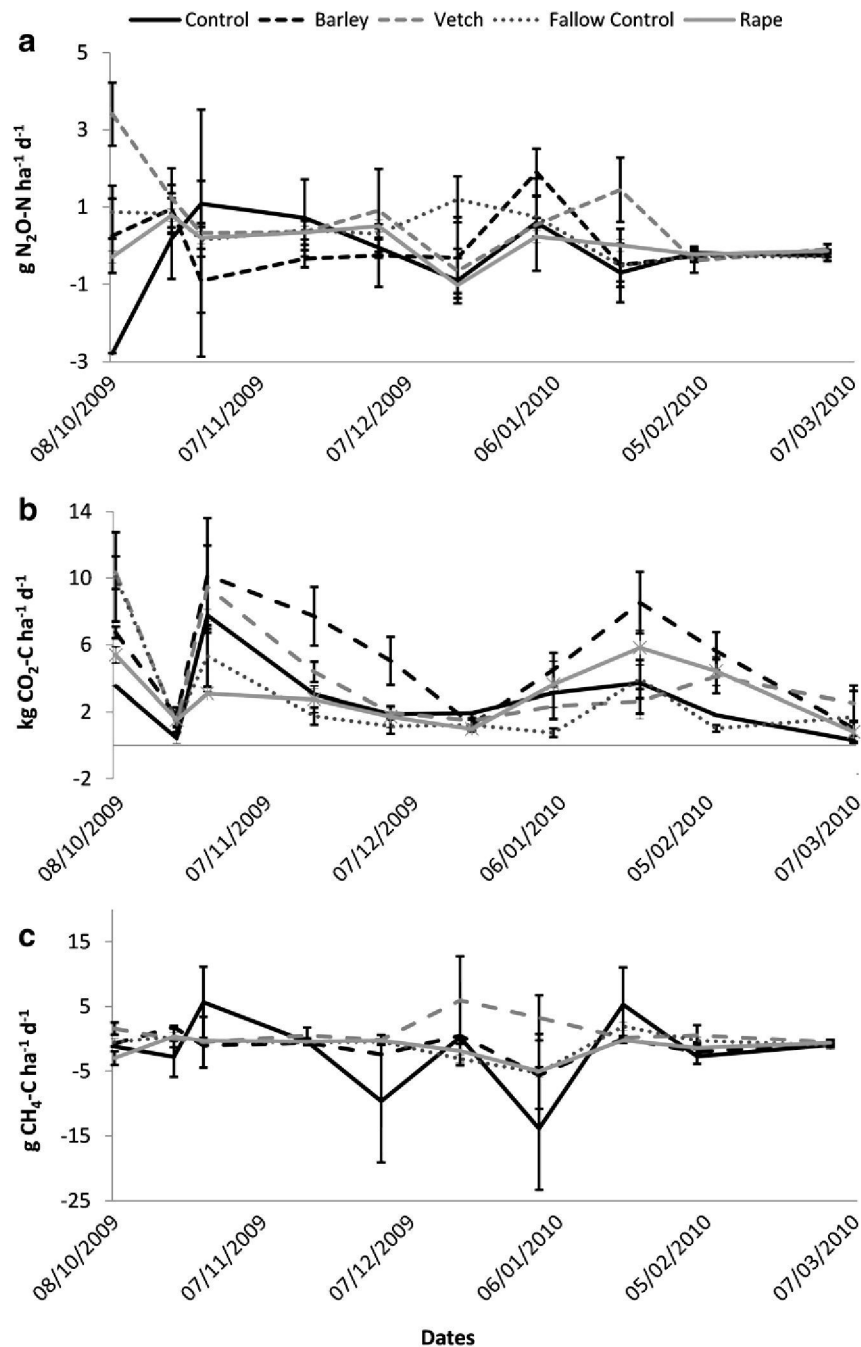 Control Barley Vetch Fallow Control Rape
a
g N₂O-N ha⁻¹ d⁻¹
5
3
1
-1
-3
08/10/2009 07/11/2009 07/12/2009 06/01/2010 05/02/2010 07/03/2010
b
kg CO₂-C ha⁻¹ d⁻¹
14
10
6
2
-2
08/10/2009 07/11/2009 07/12/2009 06/01/2010 05/02/2010 07/03/2010
c
g CH₄-C ha⁻¹ d⁻¹
15
5
-5
-15
-25
08/10/2009 07/11/2009 07/12/2009 06/01/2010 05/02/2010 07/03/2010
Dates